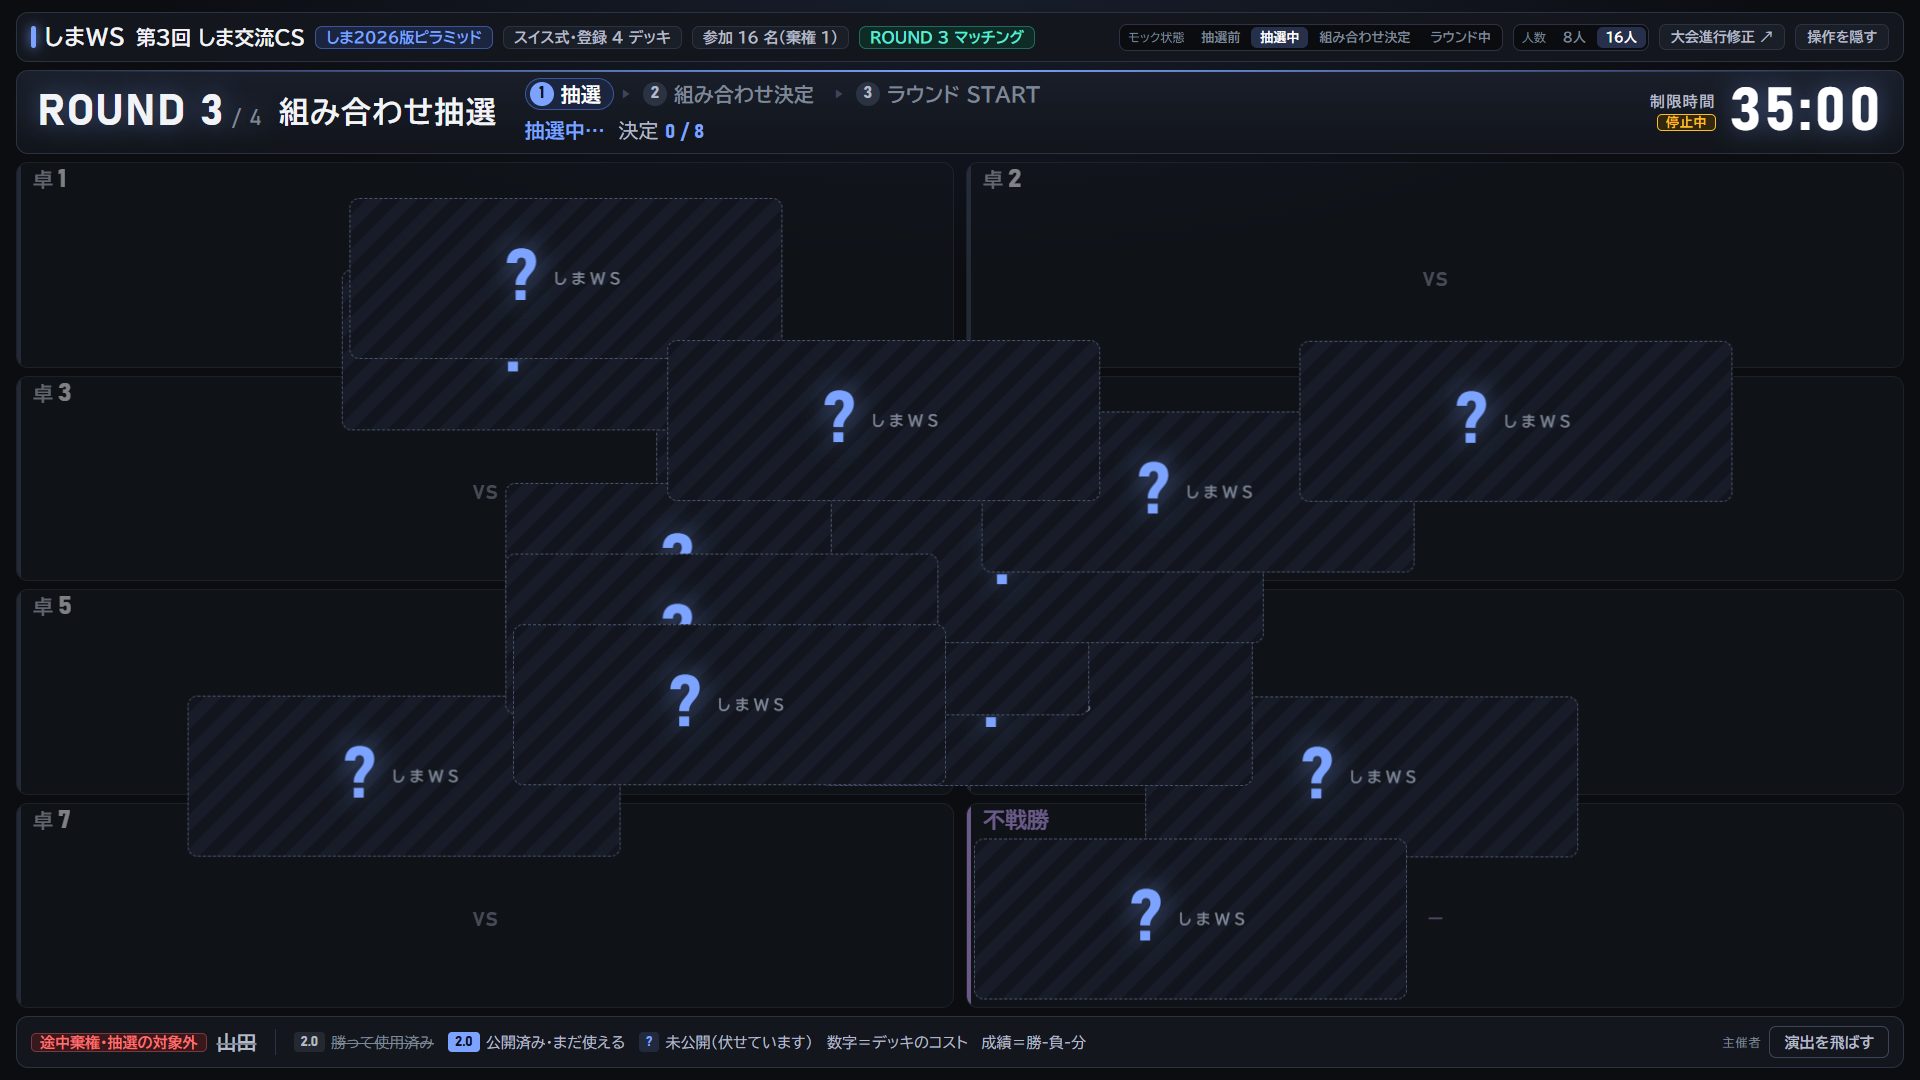 しまWS 第3回 しま交流CS しま2026版ピラミッド スイス式・登録 4 デッキ 参加 16 名(棄権 1) ROUND 3 マッチング モック状態 抽選前 抽選中 組み合わせ決定 ラウンド中 人数 8人 16人 大会進行修正 ↗ 操作を隠す
ROUND 3 / 4 組み合わせ抽選
1 抽選 ▸ 2 組み合わせ決定 ▸ 3 ラウンド START
抽選中… 決定 0 / 8
制限時間
停止中
35:00
卓 1
卓 2
? しまWS
VS
卓 3
? しまWS
? しまWS
? しまWS
VS
卓 5
? しまWS
? しまWS
? しまWS
卓 7
不戦勝
VS
? しまWS
—
途中棄権・抽選の対象外 山田 2.0 勝って使用済み 2.0 公開済み・まだ使える ? 未公開(伏せています) 数字=デッキのコスト 成績=勝-負-分 主催者 演出を飛ばす